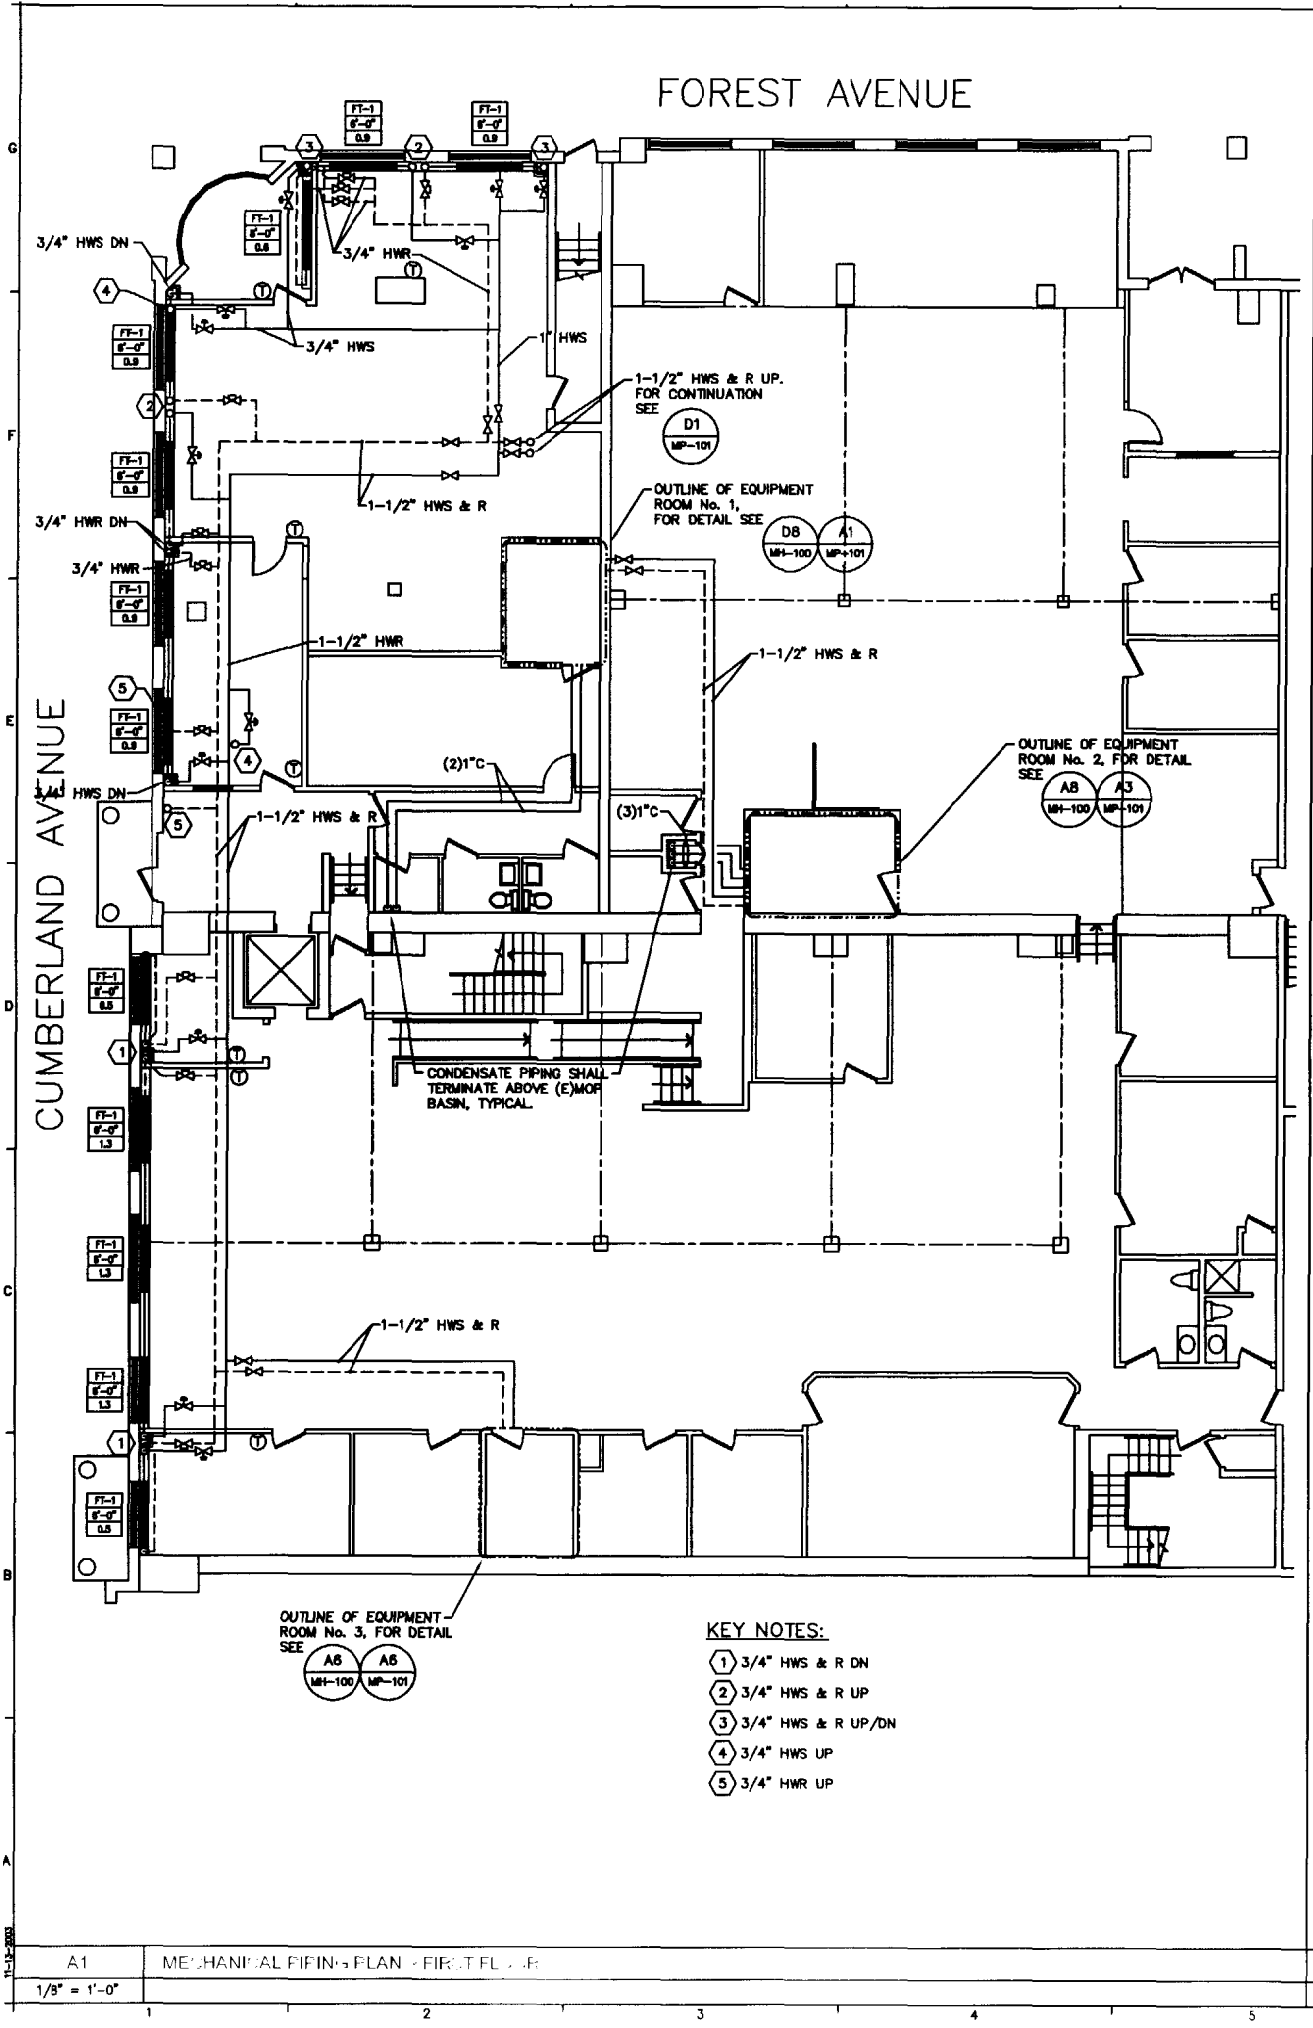 FOREST AVENUE
G
FT-1
6'-0"
0.9
FT-1
6'-0"
0.9
3
2
3
FT-1
6'-0"
0.6
3/4" HWS DN
3/4" HWR
T
T
4
3/4" HWS
1" HWS
FT-1
6'-0"
0.9
1-1/2" HWS & R UP.
FOR CONTINUATION
SEE
D1
MP-101
2
F
FT-1
6'-0"
0.9
1-1/2" HWS & R
OUTLINE OF EQUIPMENT
ROOM No. 1,
FOR DETAIL SEE
D8
MH-100
A1
MP-101
3/4" HWR DN
T
3/4" HWR
FT-1
6'-0"
0.9
1-1/2" HWR
1-1/2" HWS & R
5
E
FT-1
6'-0"
0.9
4
T
(2)1"C
OUTLINE OF EQUIPMENT
ROOM No. 2, FOR DETAIL
SEE
A8
MH-100
A3
MP-101
3/4" HWS DN
5
1-1/2" HWS & R
(3)1"C
CUMBERLAND AVENUE
FT-1
6'-0"
D
1
T
T
CONDENSATE PIPING SHALL
TERMINATE ABOVE (E)MOP
BASIN, TYPICAL
FT-1
6'-0"
1.3
FT-1
6'-0"
1.3
C
1-1/2" HWS & R
FT-1
6'-0"
1.3
1
T
FT-1
6'-0"
0.5
B
OUTLINE OF EQUIPMENT
ROOM No. 3, FOR DETAIL
SEE
A6
MH-100
A6
MP-101
KEY NOTES:
1 3/4" HWS & R DN
2 3/4" HWS & R UP
3 3/4" HWS & R UP/DN
4 3/4" HWS UP
5 3/4" HWR UP
A
11-13-2003
A1 MECHANICAL PIPING PLAN - FIRST FLOOR
1/8" = 1'-0"
1 2 3 4 5